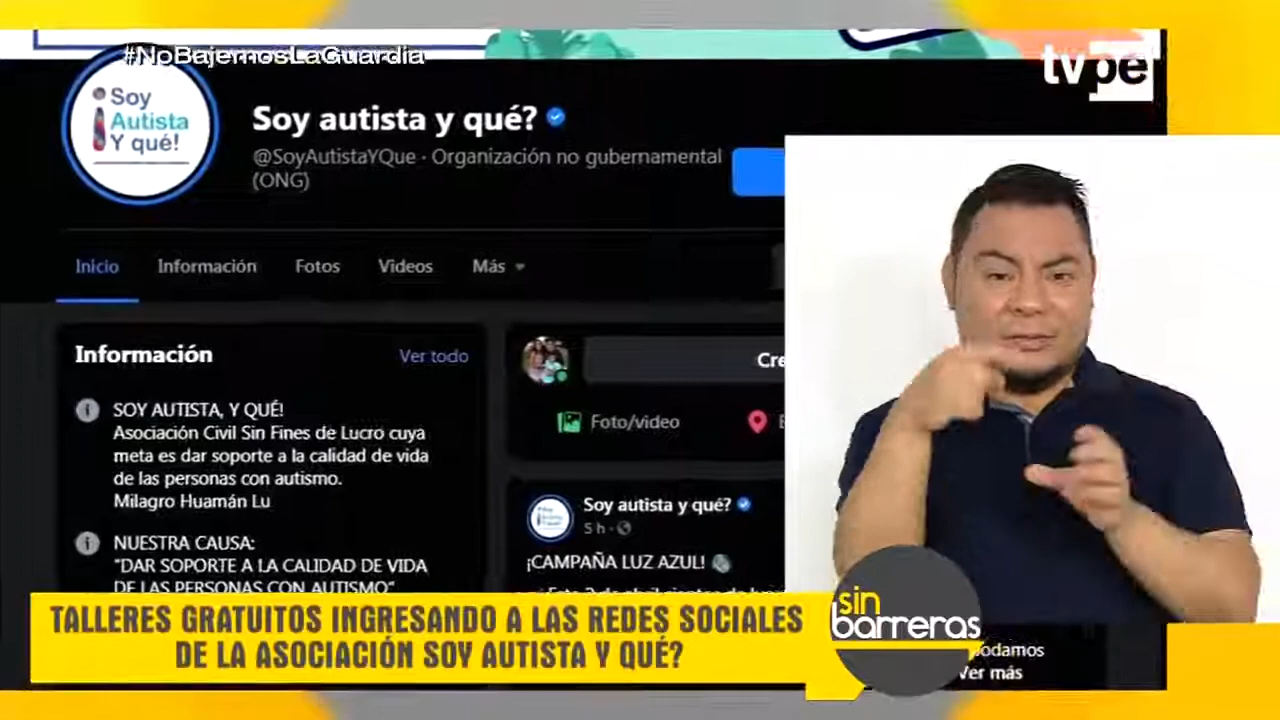 #NoBajemosLaGuardia
tvpe
Soy
Autista
Y qué!
Soy autista y qué?
@SoyAutistaYQue · Organización no gubernamental
(ONG)
Inicio Información Fotos Videos Más
Información Ver todo
SOY AUTISTA, Y QUÉ!
Asociación Civil Sin Fines de Lucro cuya
meta es dar soporte a la calidad de vida
de las personas con autismo.
Milagro Huamán Lu
NUESTRA CAUSA:
"DAR SOPORTE A LA CALIDAD DE VIDA
DE LAS PERSONAS CON AUTISMO"
Cre
Foto/video
Soy autista y qué?
5 h ·
¡CAMPAÑA LUZ AZUL!
podamos
Ver más
TALLERES GRATUITOS INGRESANDO A LAS REDES SOCIALES
DE LA ASOCIACIÓN SOY AUTISTA Y QUÉ?
sin
barreras